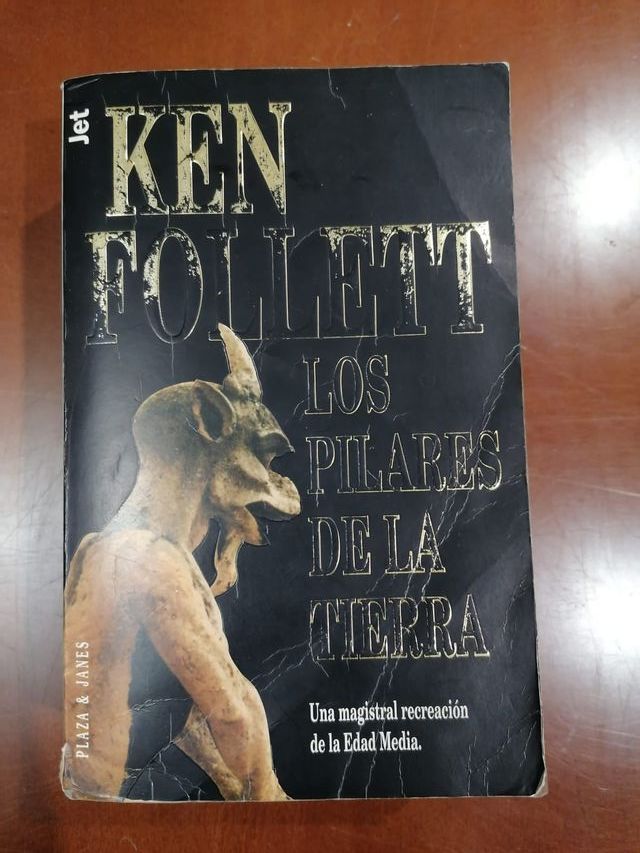 Jet
KEN
FOLLETT
LOS
PILARES
DE LA
TIERRA
Una magistral recreación
de la Edad Media.
PLAZA & JANES